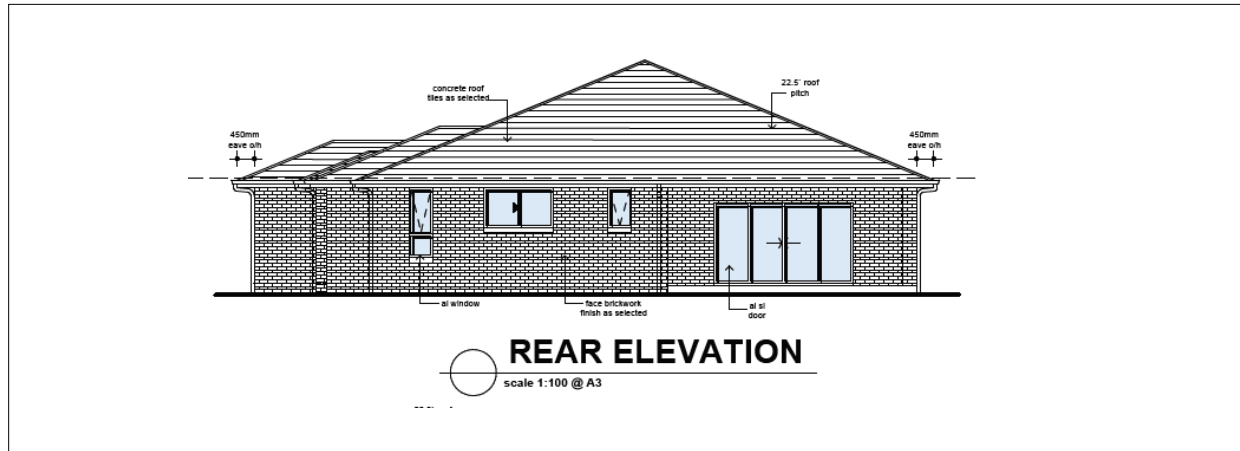 concrete roof
tiles as selected
22.5° roof
pitch
450mm
eave o/h
450mm
eave o/h
al window
face brickwork
finish as selected
al sl
door
REAR ELEVATION
scale 1:100 @ A3